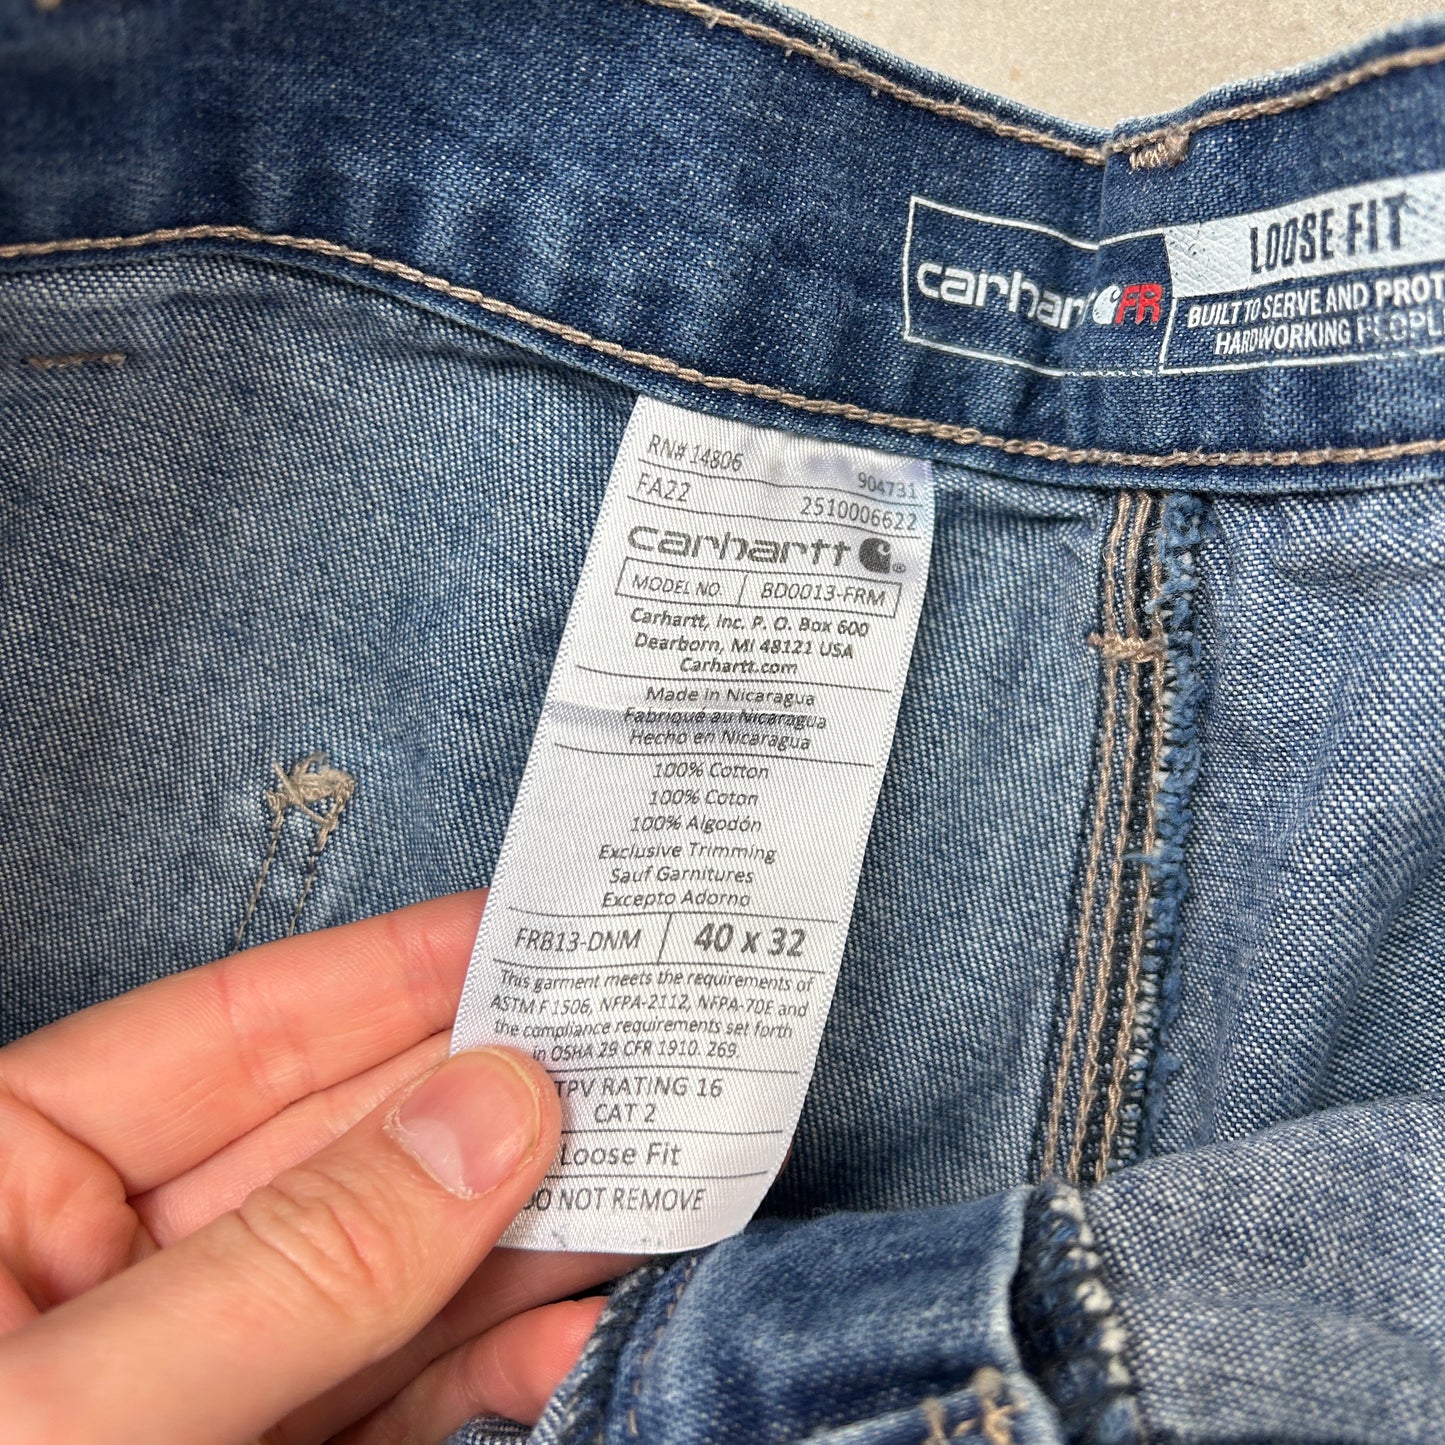 carhar FR
LOOSE FIT
BUILT TO SERVE AND PROT
HARDWORKING PEOPLE
RN# 14806 904731
FA22 2510006622
carhartt ®
MODEL NO. BD0013-FRM
Carhartt, Inc. P. O. Box 600
Dearborn, MI 48121 USA
Carhartt.com
Made in Nicaragua
Fabriqué au Nicaragua
Hecho en Nicaragua
100% Cotton
100% Coton
100% Algodón
Exclusive Trimming
Sauf Garnitures
Excepto Adorno
FRB13-DNM 40 x 32
This garment meets the requirements of
ASTM F 1506, NFPA-2112, NFPA-70E and
the compliance requirements set forth
in OSHA 29 CFR 1910. 269.
TPV RATING 16
CAT 2
Loose Fit
DO NOT REMOVE